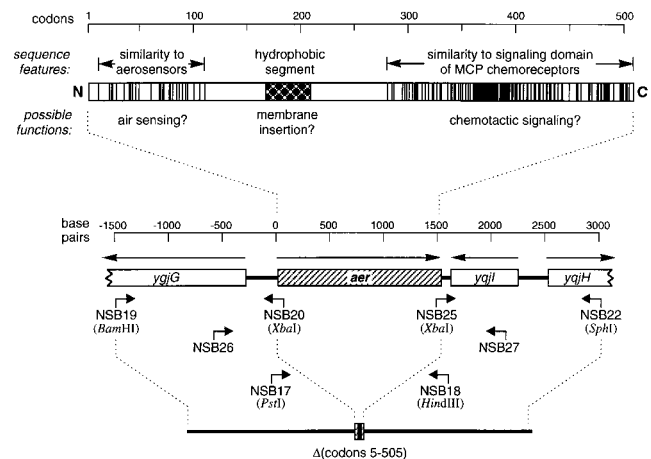 codons
1 100 200 300 400 500
sequence features:
similarity to aerosensors
hydrophobic segment
similarity to signaling domain of MCP chemoreceptors
N C
possible functions:
air sensing?
membrane insertion?
chemotactic signaling?
base pairs
-1500 -1000 -500 0 500 1000 1500 2000 2500 3000
ygjG aer yqjI yqjH
NSB19 (BamHI)
NSB20 (XbaI)
NSB25 (XbaI)
NSB22 (SphI)
NSB26
NSB27
NSB17 (PstI)
NSB18 (HindIII)
Δ(codons 5-505)